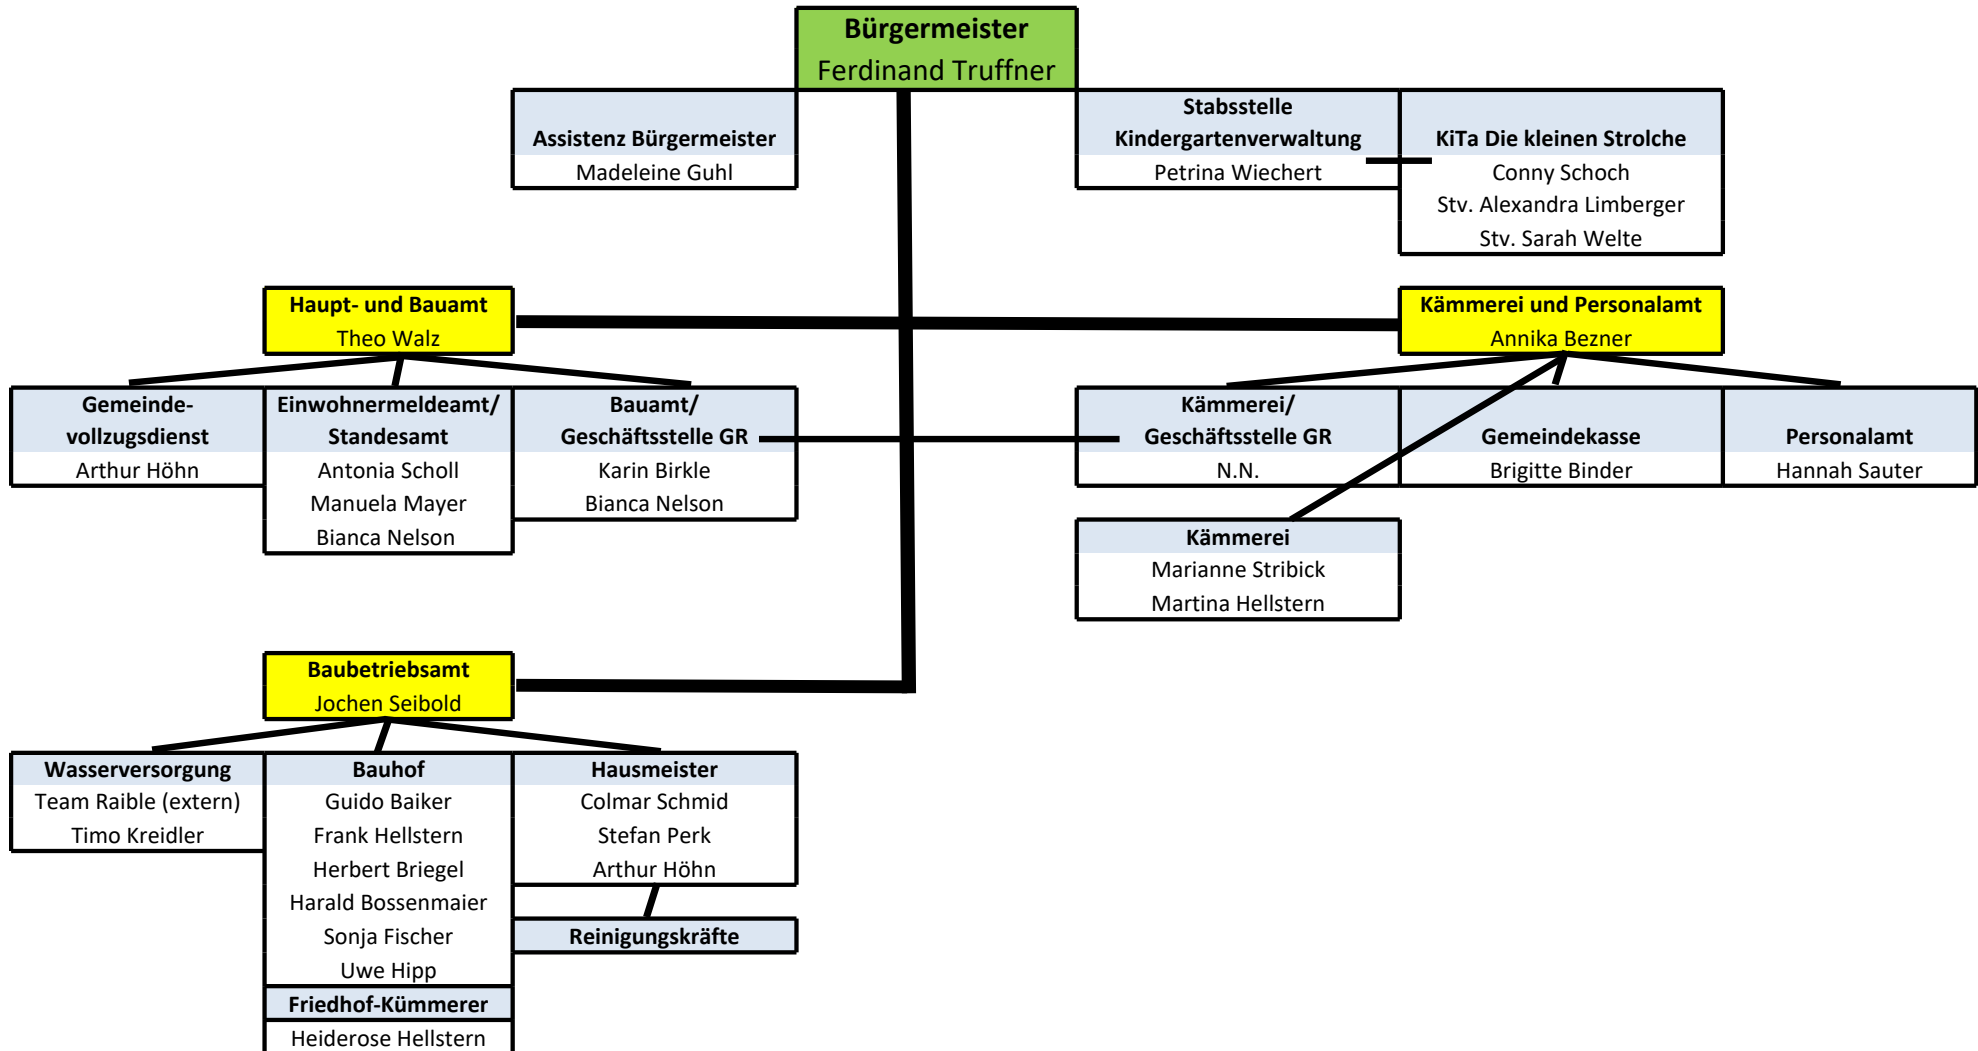 Bürgermeister
Ferdinand Truffner
Assistenz Bürgermeister
Madeleine Guhl
Stabsstelle
Kindergartenverwaltung
Petrina Wiechert
KiTa Die kleinen Strolche
Conny Schoch
Stv. Alexandra Limberger
Stv. Sarah Welte
Haupt- und Bauamt
Theo Walz
Kämmerei und Personalamt
Annika Bezner
Gemeinde-
vollzugsdienst
Arthur Höhn
Einwohnermeldeamt/
Standesamt
Antonia Scholl
Manuela Mayer
Bianca Nelson
Bauamt/
Geschäftsstelle GR
Karin Birkle
Bianca Nelson
Kämmerei/
Geschäftsstelle GR
N.N.
Gemeindekasse
Brigitte Binder
Personalamt
Hannah Sauter
Kämmerei
Marianne Stribick
Martina Hellstern
Baubetriebsamt
Jochen Seibold
Wasserversorgung
Team Raible (extern)
Timo Kreidler
Bauhof
Guido Baiker
Frank Hellstern
Herbert Briegel
Harald Bossenmaier
Sonja Fischer
Uwe Hipp
Friedhof-Kümmerer
Heiderose Hellstern
Hausmeister
Colmar Schmid
Stefan Perk
Arthur Höhn
Reinigungskräfte